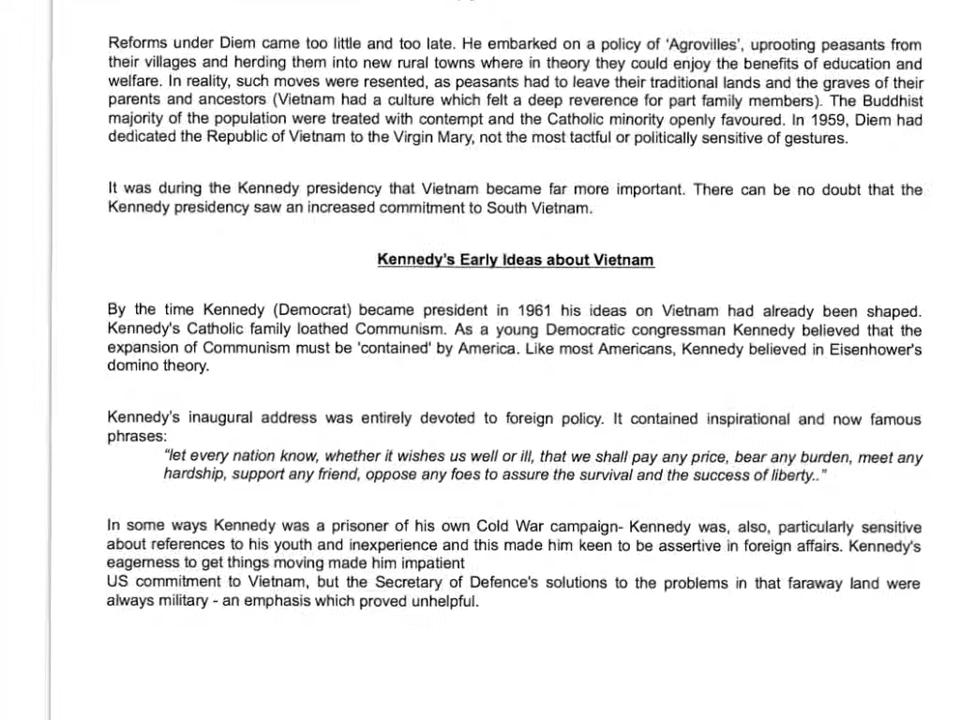 Reforms under Diem came too little and too late. He embarked on a policy of 'Agrovilles', uprooting peasants from
their villages and herding them into new rural towns where in theory they could enjoy the benefits of education and
welfare. In reality, such moves were resented, as peasants had to leave their traditional lands and the graves of their
parents and ancestors (Vietnam had a culture which felt a deep reverence for part family members). The Buddhist
majority of the population were treated with contempt and the Catholic minority openly favoured. In 1959, Diem had
dedicated the Republic of Vietnam to the Virgin Mary, not the most tactful or politically sensitive of gestures.
It was during the Kennedy presidency that Vietnam became far more important. There can be no doubt that the
Kennedy presidency saw an increased commitment to South Vietnam.
Kennedy's Early Ideas about Vietnam
By the time Kennedy (Democrat) became president in 1961 his ideas on Vietnam had already been shaped.
Kennedy's Catholic family loathed Communism. As a young Democratic congressman Kennedy believed that the
expansion of Communism must be 'contained' by America. Like most Americans, Kennedy believed in Eisenhower's
domino theory.
Kennedy's inaugural address was entirely devoted to foreign policy. It contained inspirational and now famous
phrases:
"let every nation know, whether it wishes us well or ill, that we shall pay any price, bear any burden, meet any
hardship, support any friend, oppose any foes to assure the survival and the success of liberty.."
In some ways Kennedy was a prisoner of his own Cold War campaign- Kennedy was, also, particularly sensitive
about references to his youth and inexperience and this made him keen to be assertive in foreign affairs. Kennedy's
eagerness to get things moving made him impatient
US commitment to Vietnam, but the Secretary of Defence's solutions to the problems in that faraway land were
always military - an emphasis which proved unhelpful.